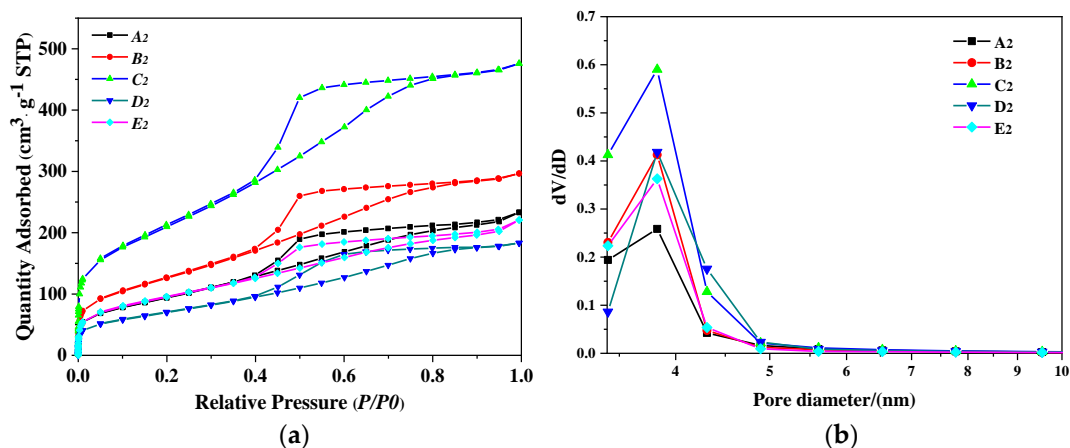 (a)
500
400
300
200
100
0
Quantity Adsorbed (cm³·g⁻¹ STP)
A2
B2
C2
D2
E2
0.0 0.2 0.4 0.6 0.8 1.0
Relative Pressure (P/P0)
(a)
(b)
0.8
0.7
0.6
0.5
0.4
0.3
0.2
0.1
0.0
dV/dD
A2
B2
C2
D2
E2
4 5 6 7 8 9 10
Pore diameter/(nm)
(b)